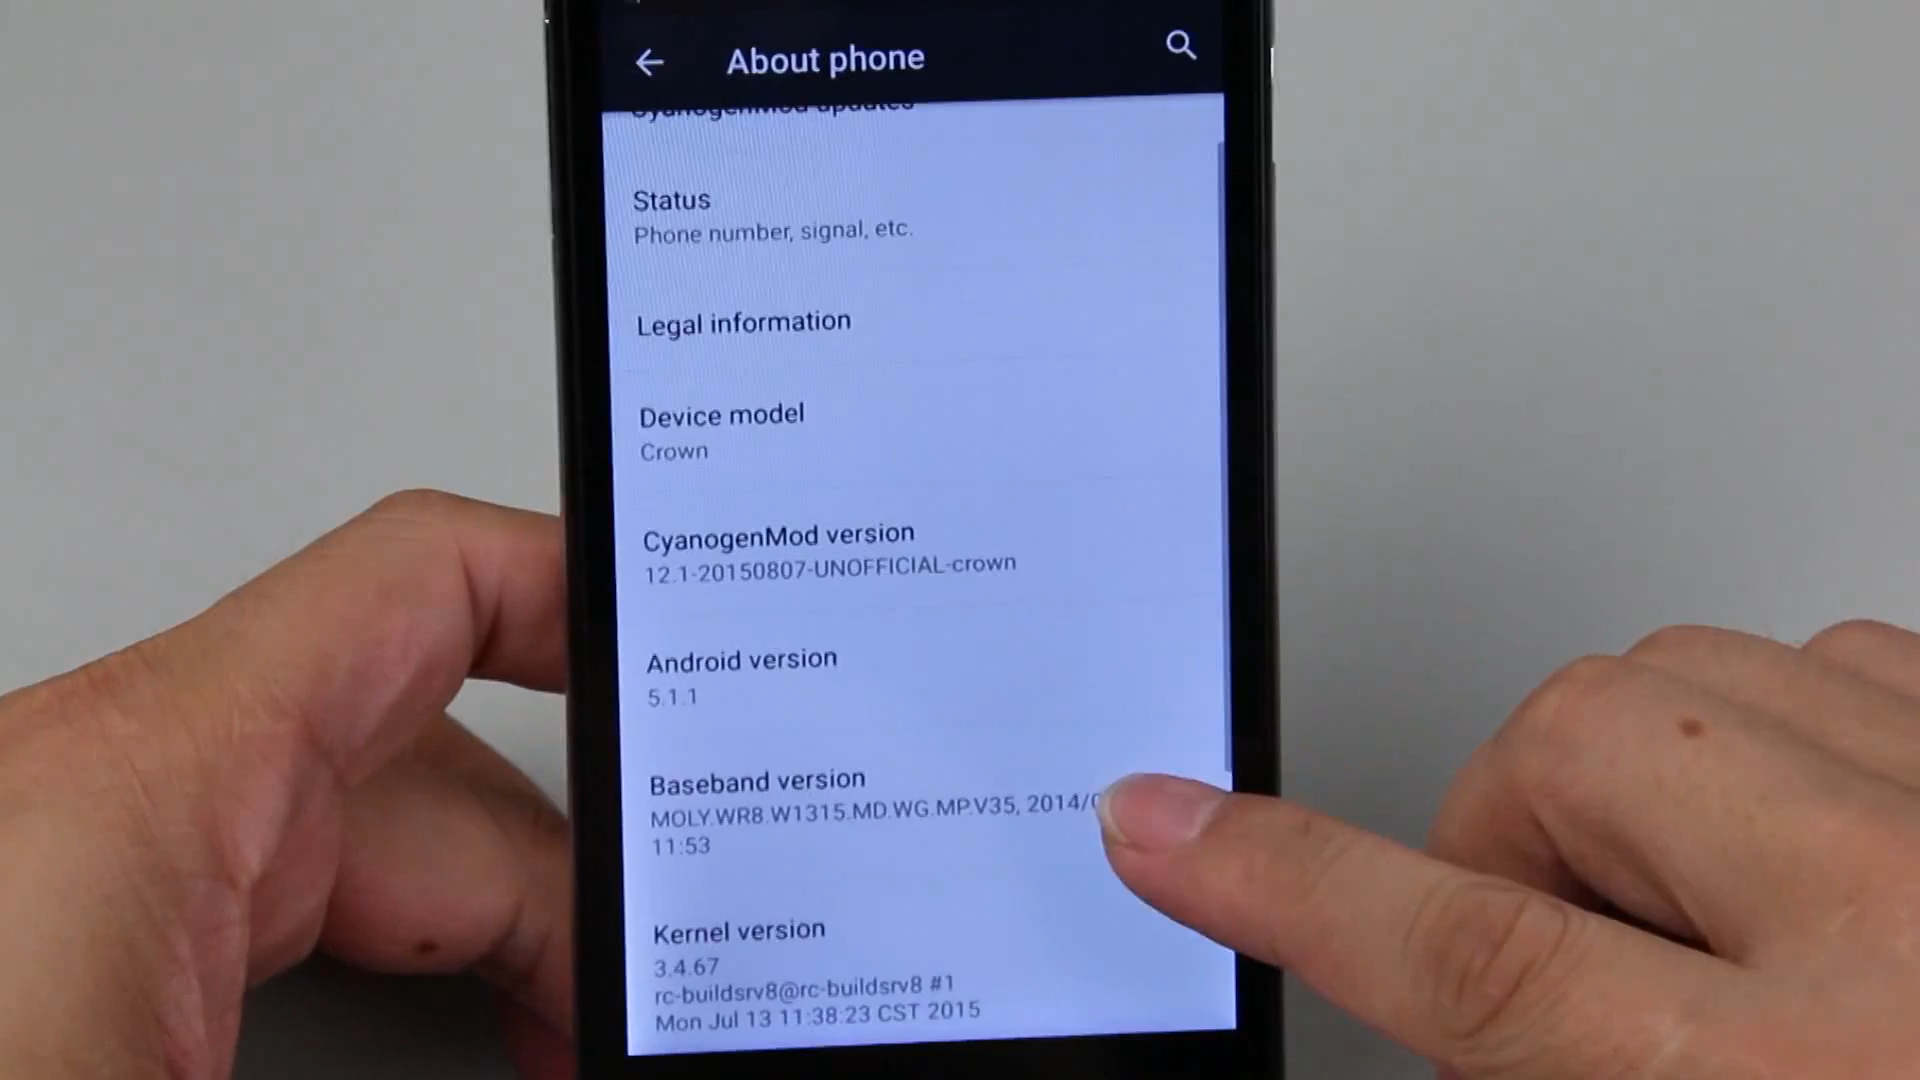 About phone
CyanogenMod updates
Status
Phone number, signal, etc.
Legal information
Device model
Crown
CyanogenMod version
12.1-20150807-UNOFFICIAL-crown
Android version
5.1.1
Baseband version
MOLY.WR8.W1315.MD.WG.MP.V35, 2014/
11:53
Kernel version
3.4.67
rc-buildsrv8@rc-buildsrv8 #1
Mon Jul 13 11:38:23 CST 2015